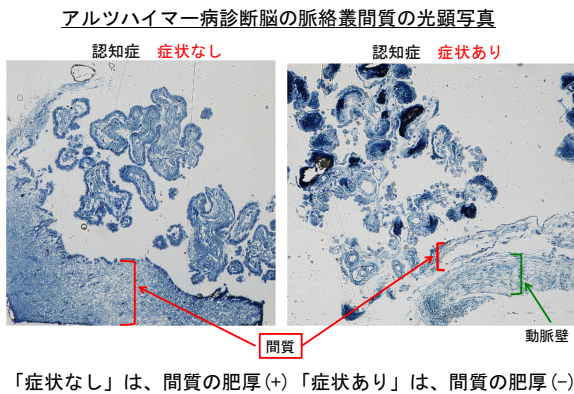 アルツハイマー病診断脳の脈絡叢間質の光顕写真
認知症　症状なし
認知症　症状あり
間質
動脈壁
「症状なし」は、間質の肥厚(+)「症状あり」は、間質の肥厚(-)